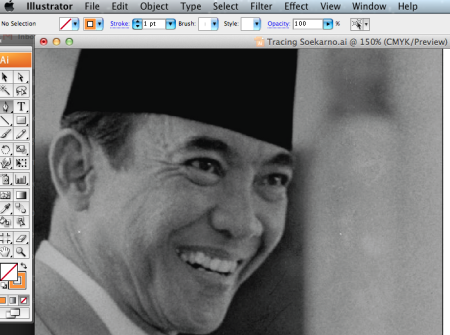 Illustrator File Edit Object Type Select Filter Effect View Window Help
No Selection Stroke: 1 pt Brush: Style: Opacity: 100 %
Tracing Soekarno.ai @ 150% (CMYK/Preview)
Ai
T